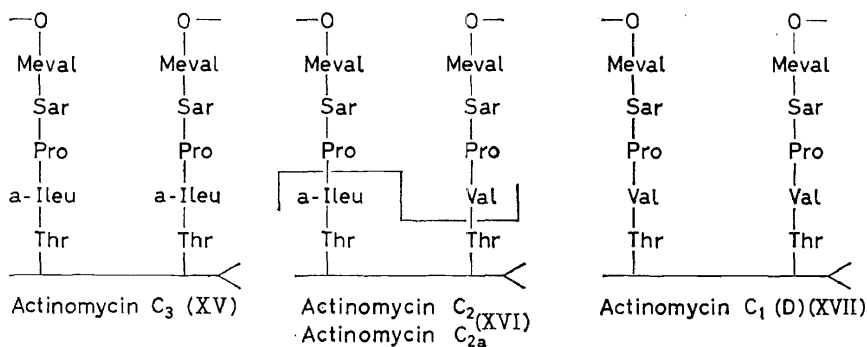 —O O— —O O— —O O—
Meval Meval Meval Meval Meval Meval
Sar Sar Sar Sar Sar Sar
Pro Pro Pro Pro Pro Pro
a-Ileu a-Ileu a-Ileu Val Val Val
Thr Thr Thr Thr Thr Thr
Actinomycin C₃ (XV)
Actinomycin C₂
Actinomycin C₂ₐ
(XVI)
Actinomycin C₁ (D)(XVII)